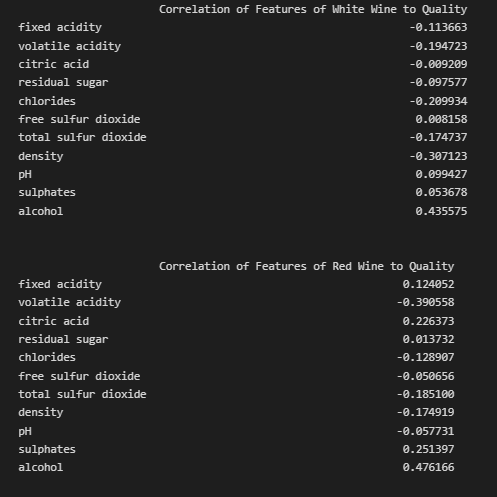 Correlation of Features of White Wine to Quality
fixed acidity -0.113663
volatile acidity -0.194723
citric acid -0.009209
residual sugar -0.097577
chlorides -0.209934
free sulfur dioxide 0.008158
total sulfur dioxide -0.174737
density -0.307123
pH 0.099427
sulphates 0.053678
alcohol 0.435575
Correlation of Features of Red Wine to Quality
fixed acidity 0.124052
volatile acidity -0.390558
citric acid 0.226373
residual sugar 0.013732
chlorides -0.128907
free sulfur dioxide -0.050656
total sulfur dioxide -0.185100
density -0.174919
pH -0.057731
sulphates 0.251397
alcohol 0.476166